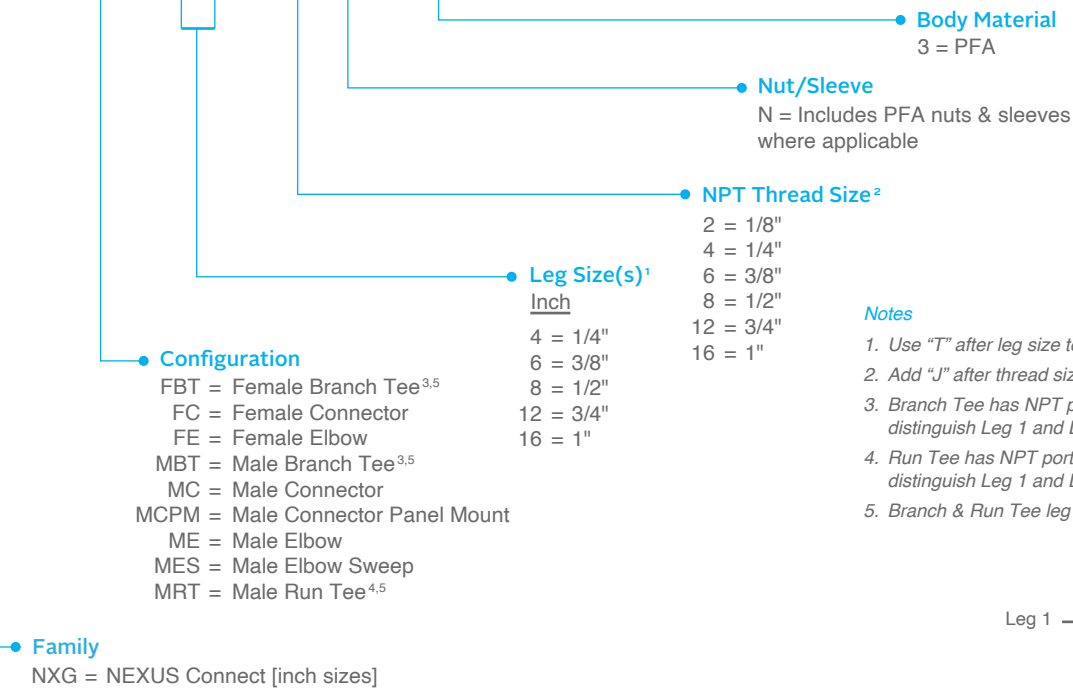 Body Material
3 = PFA
Nut/Sleeve
N = Includes PFA nuts & sleeves
where applicable
NPT Thread Size²
2 = 1/8"
4 = 1/4"
6 = 3/8"
8 = 1/2"
12 = 3/4"
16 = 1"
Leg Size(s)¹
Inch
4 = 1/4"
6 = 3/8"
8 = 1/2"
12 = 3/4"
16 = 1"
Notes
1. Use “T” after leg size
2. Add “J” after thread
3. Branch Tee has NPT
distinguish Leg 1 and
4. Run Tee has NPT port
distinguish Leg 1 and
5. Branch & Run Tee leg
Configuration
FBT = Female Branch Tee³,⁵
FC = Female Connector
FE = Female Elbow
MBT = Male Branch Tee³,⁵
MC = Male Connector
MCPM = Male Connector Panel Mount
ME = Male Elbow
MES = Male Elbow Sweep
MRT = Male Run Tee⁴,⁵
Leg 1
Family
NXG = NEXUS Connect [inch sizes]